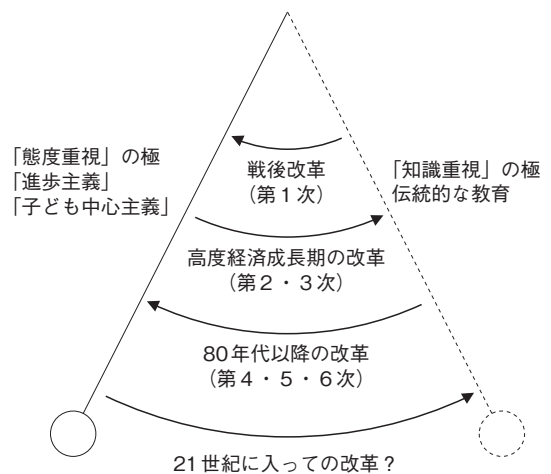 「態度重視」の極
「進歩主義」
「子ども中心主義」
「知識重視」の極
伝統的な教育
戦後改革
(第1次)
高度経済成長期の改革
(第2・3次)
80年代以降の改革
(第4・5・6次)
21世紀に入っての改革?